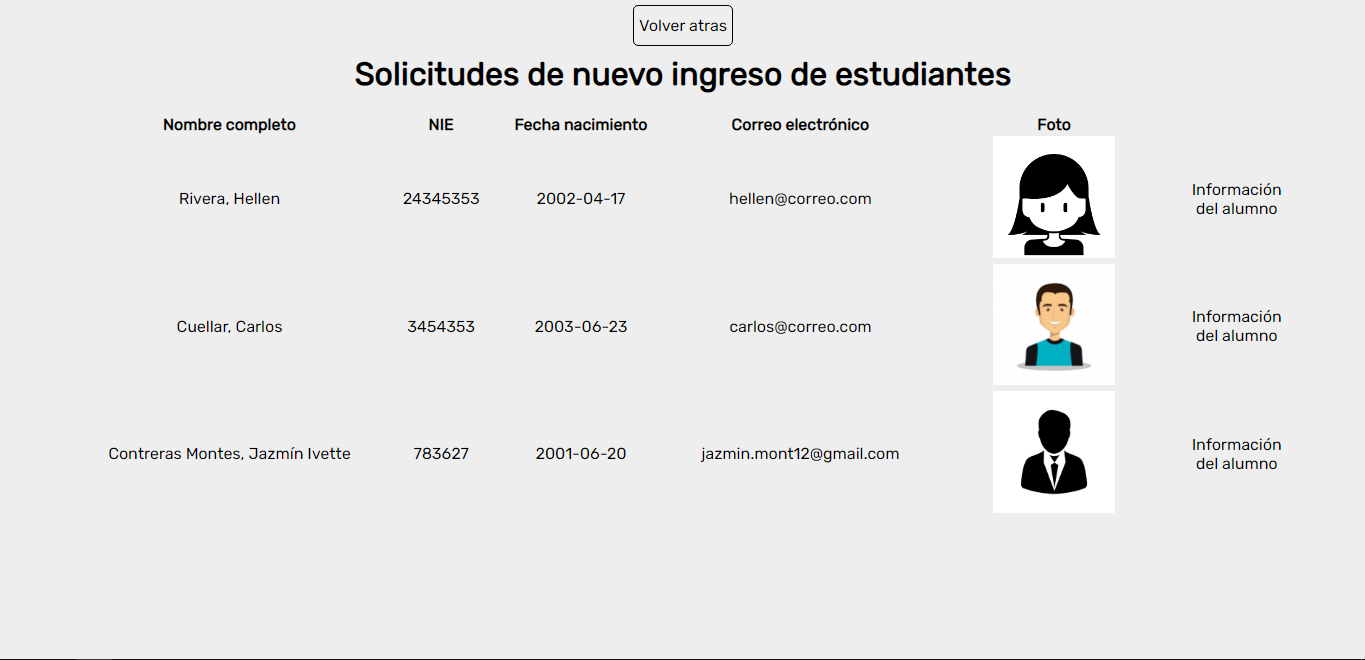 Volver atras
Solicitudes de nuevo ingreso de estudiantes
Nombre completo NIE Fecha nacimiento Correo electrónico Foto
Rivera, Hellen 24345353 2002-04-17 hellen@correo.com Información
del alumno
Cuellar, Carlos 3454353 2003-06-23 carlos@correo.com Información
del alumno
Contreras Montes, Jazmín Ivette 783627 2001-06-20 jazmin.mont12@gmail.com Información
del alumno